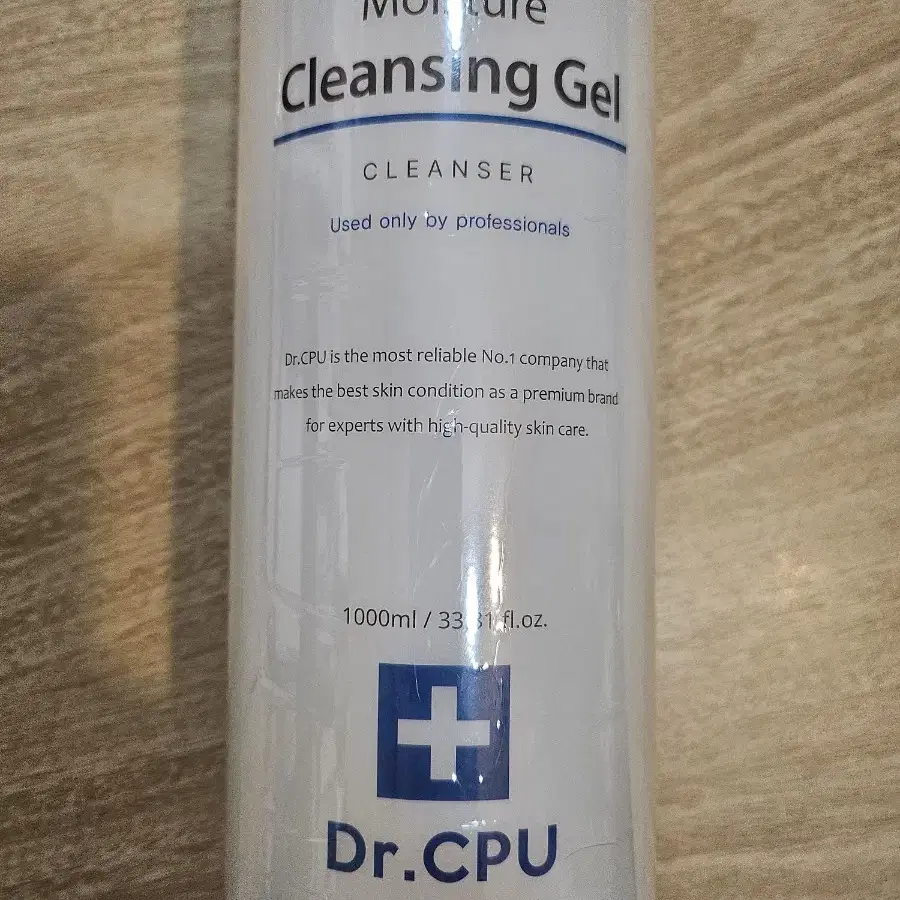 Moisture
Cleansing Gel
CLEANSER
Used only by professionals
Dr.CPU is the most reliable No.1 company that
makes the best skin condition as a premium brand
for experts with high-quality skin care.
1000ml / 33.81 fl.oz.
Dr.CPU